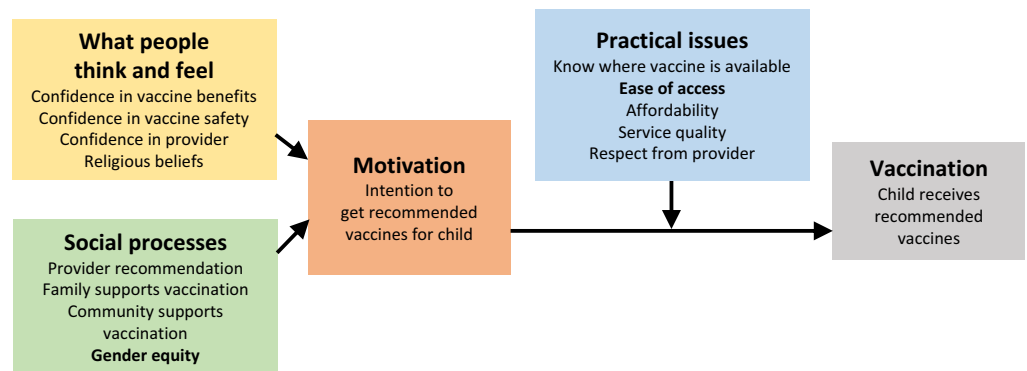 What people
think and feel
Confidence in vaccine benefits
Confidence in vaccine safety
Confidence in provider
Religious beliefs
Social processes
Provider recommendation
Family supports vaccination
Community supports
vaccination
Gender equity
Motivation
Intention to
get recommended
vaccines for child
Practical issues
Know where vaccine is available
Ease of access
Affordability
Service quality
Respect from provider
Vaccination
Child receives
recommended
vaccines